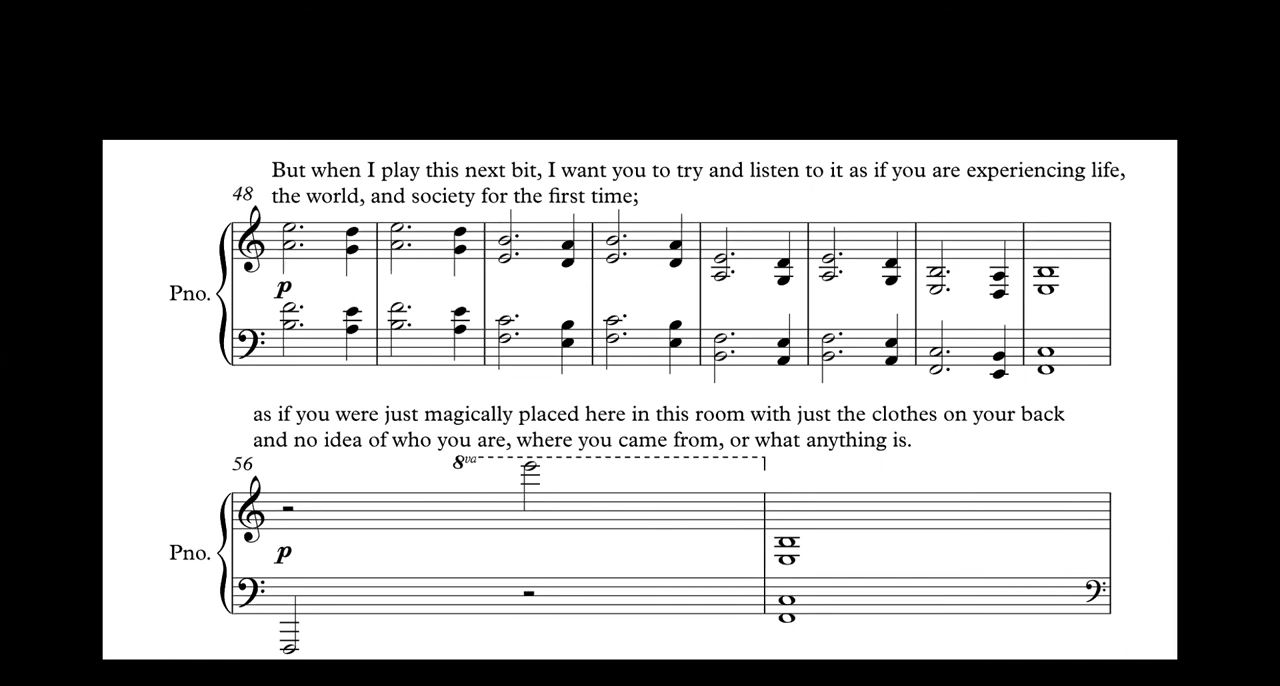 But when I play this next bit, I want you to try and listen to it as if you are experiencing life,
48 the world, and society for the first time;
p
Pno.
as if you were just magically placed here in this room with just the clothes on your back
and no idea of who you are, where you came from, or what anything is.
56 8va
Pno. p